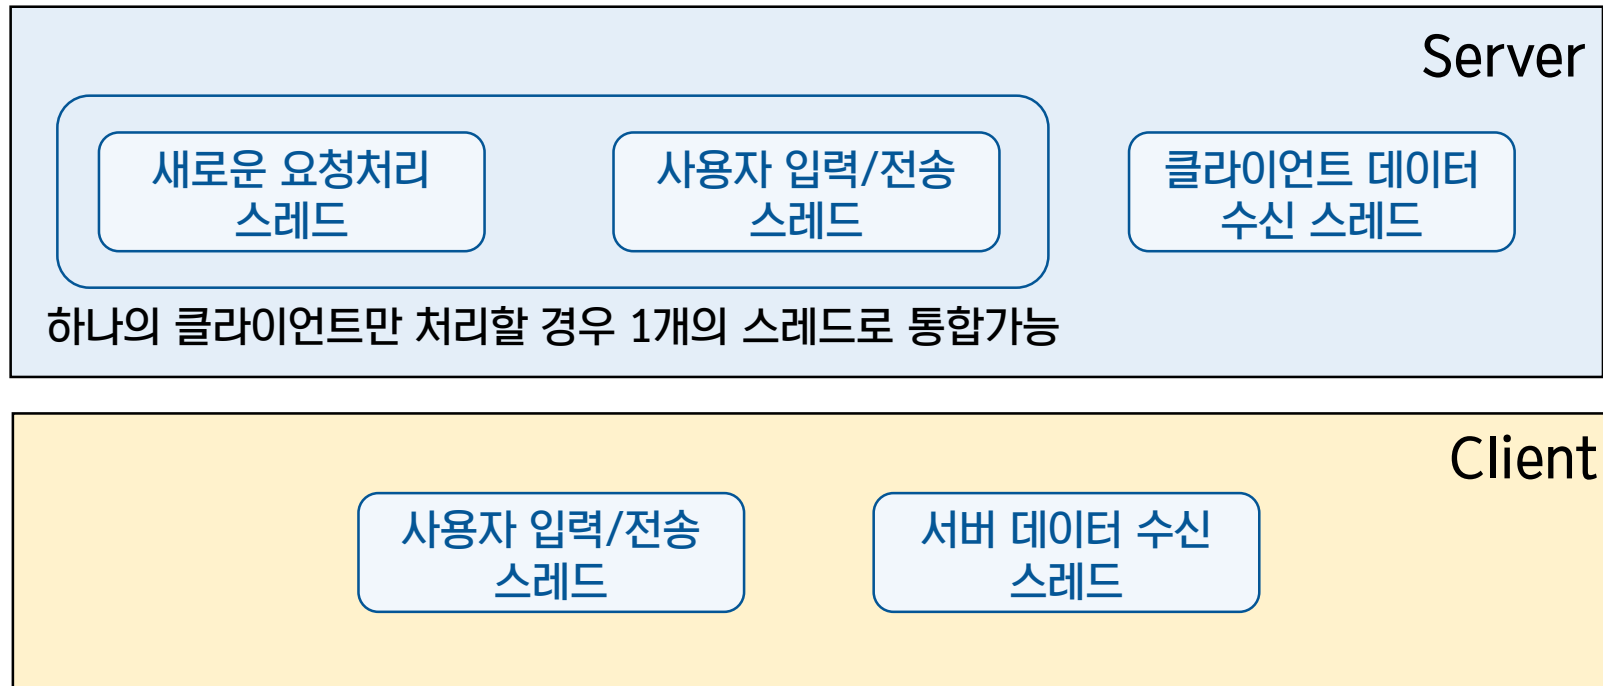 Server
새로운 요청처리
스레드
사용자 입력/전송
스레드
클라이언트 데이터
수신 스레드
하나의 클라이언트만 처리할 경우 1개의 스레드로 통합가능
Client
사용자 입력/전송
스레드
서버 데이터 수신
스레드